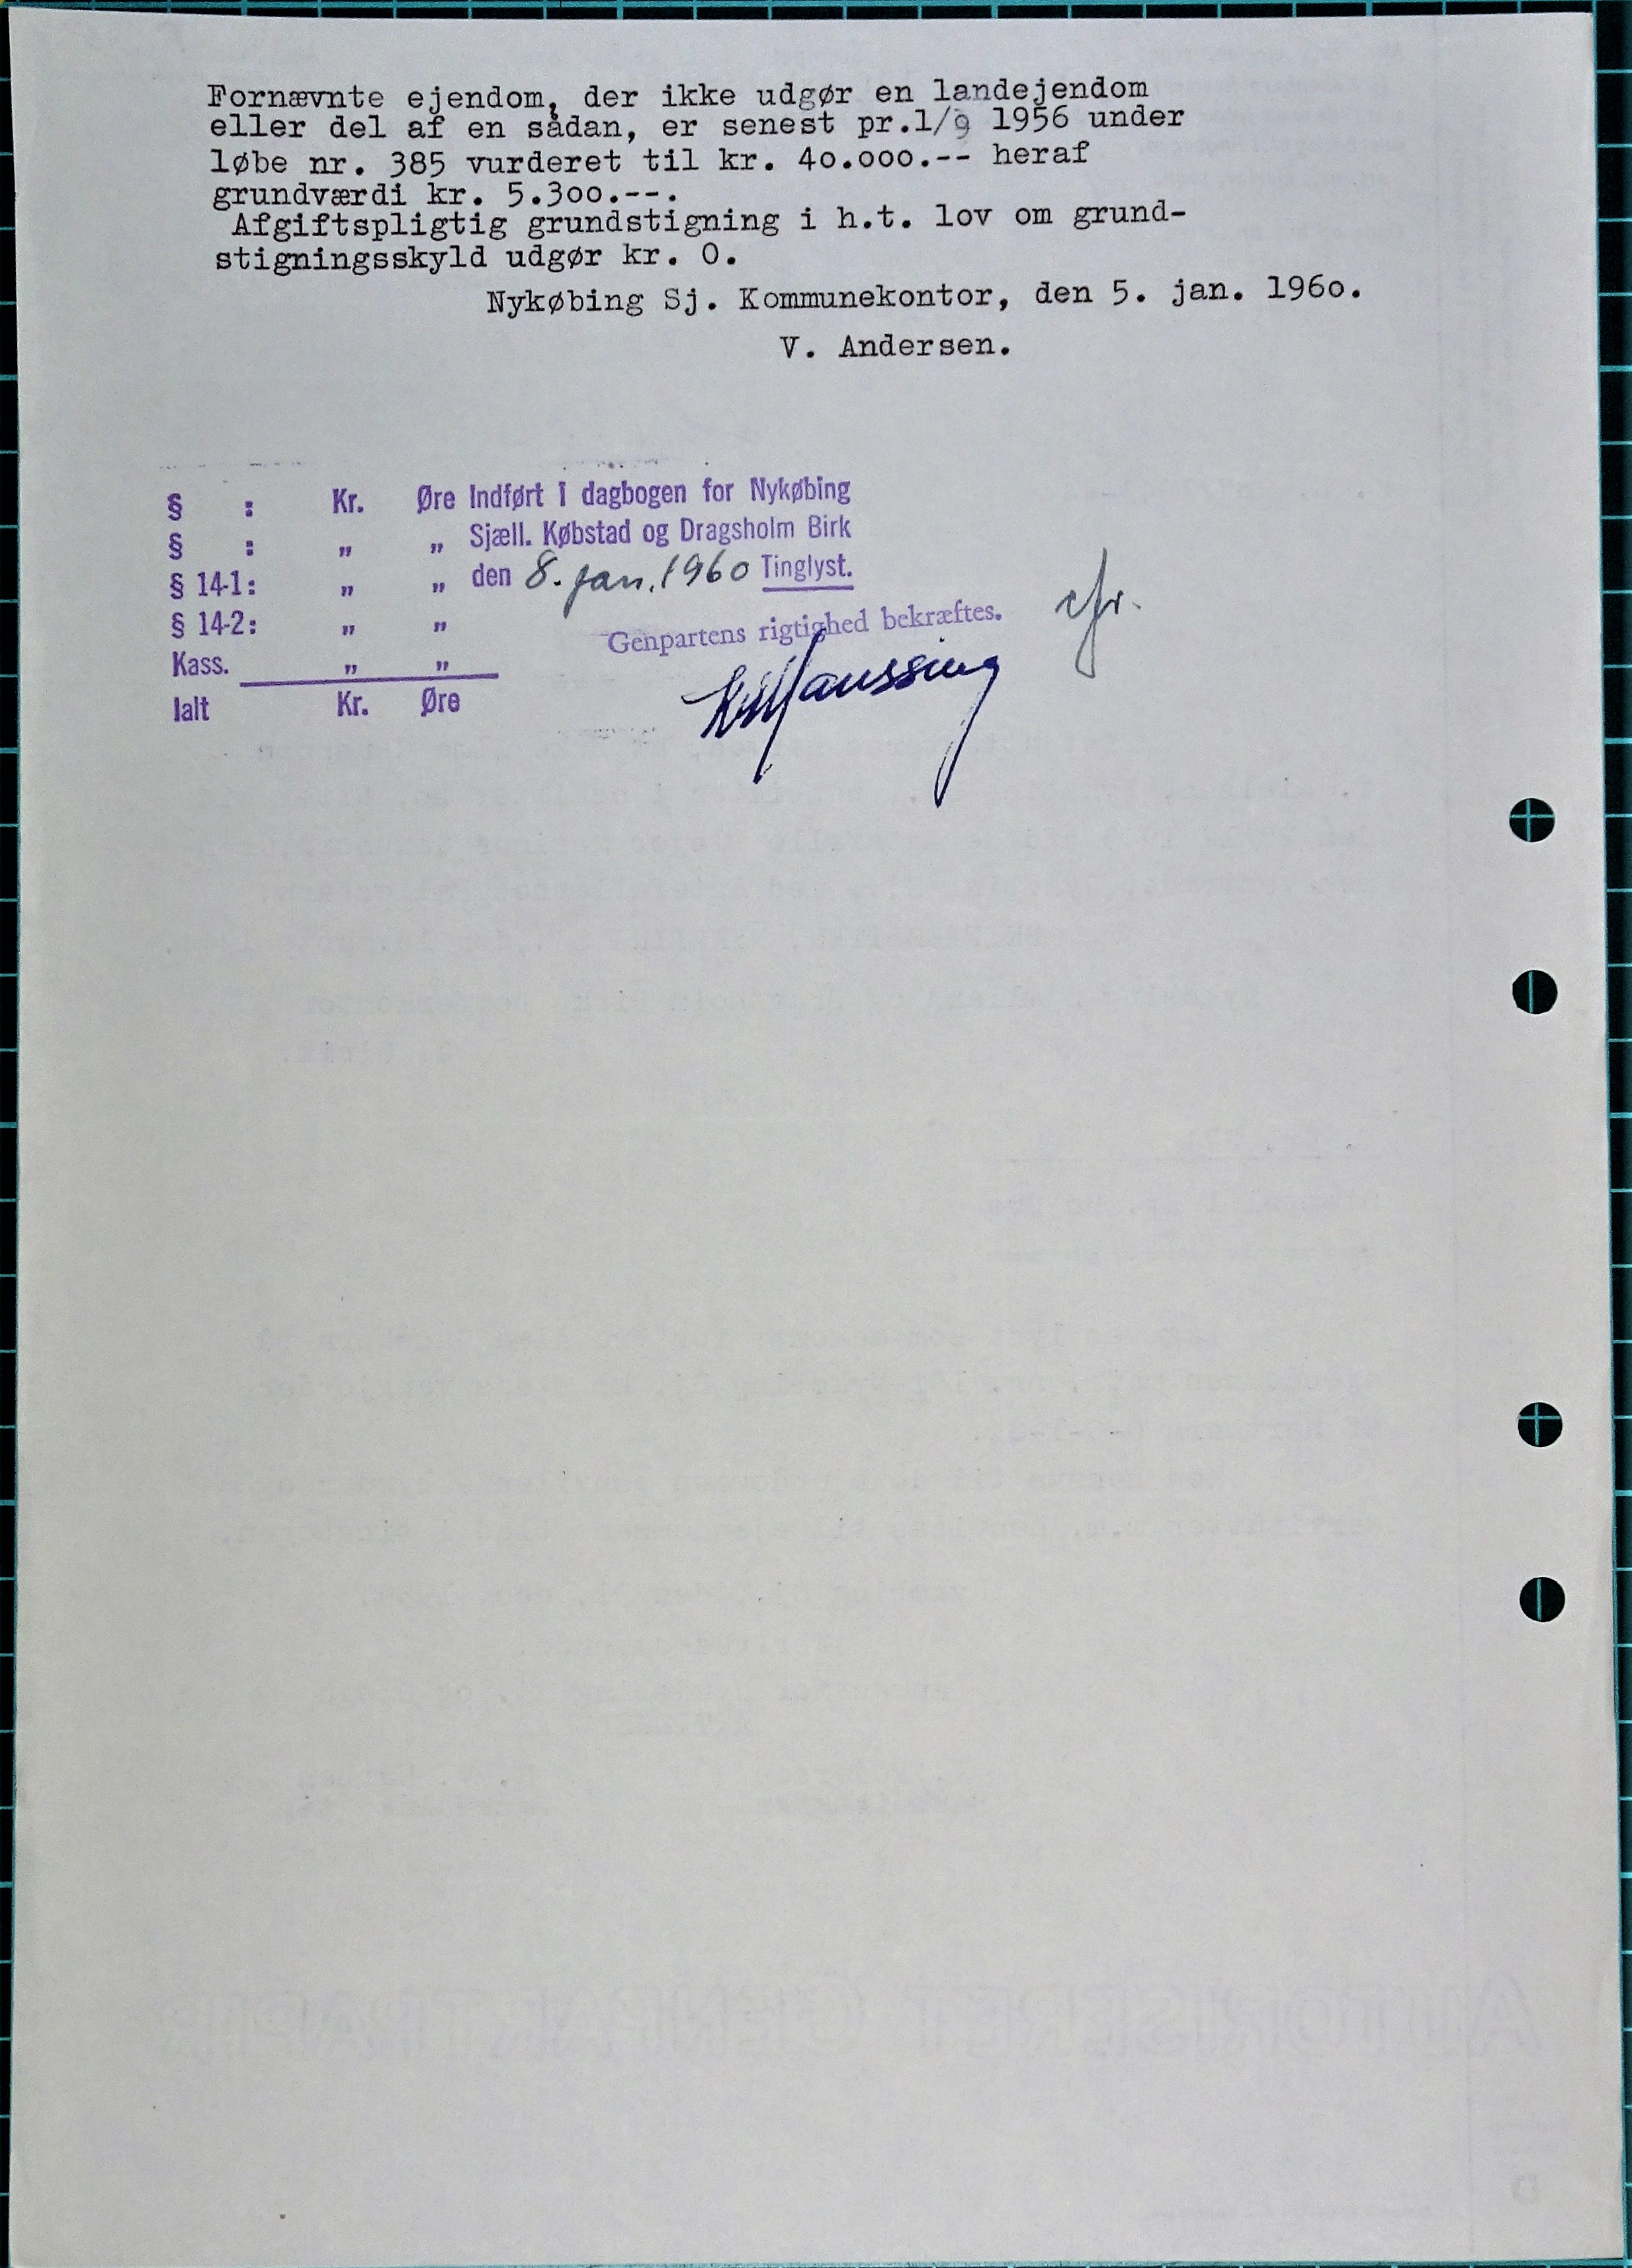 Fornævnte ejendom, der ikke udgør en landejendom
eller del af en sådan, er senest pr.1/9 1956 under
løbe nr. 385 vurderet til kr. 40.000.-- heraf
grundværdi kr. 5.300.--.
Afgiftspligtig grundstigning i h.t. lov om grund-
stigningsskyld udgør kr. 0.
Nykøbing Sj. Kommunekontor, den 5. jan. 1960.
V. Andersen.
§ : Kr. Øre Indført i dagbogen for Nykøbing
§ : „ „ Sjæll. Købstad og Dragsholm Birk
§ 14-1: „ „ den 8. jan. 1960 Tinglyst.
§ 14-2: „ „
Genpartens rigtighed bekræftes.
Kass. „ „
Ialt Kr. Øre